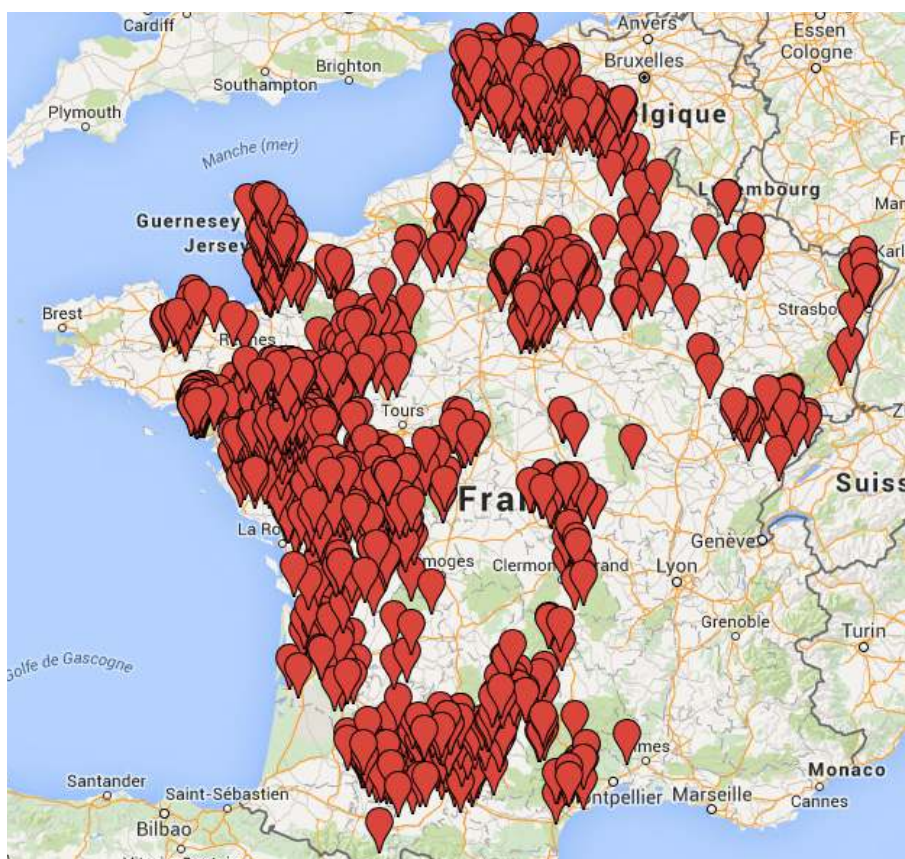 Cardiff
Anvers
Essen
Cologne
Bruxelles
Southampton
Brighton
Plymouth
lgique
Manche (mer)
Guernesey
Jersey
Brest
Strasbo
Tours
Fran
Suiss
La Ro
moges
Clermon
rand
Genève
Lyon
Grenoble
Turin
Golfe de Gascogne
Santander
Saint-Sébastien
Bilbao
ntpellier
Marseille
Monaco
Cannes